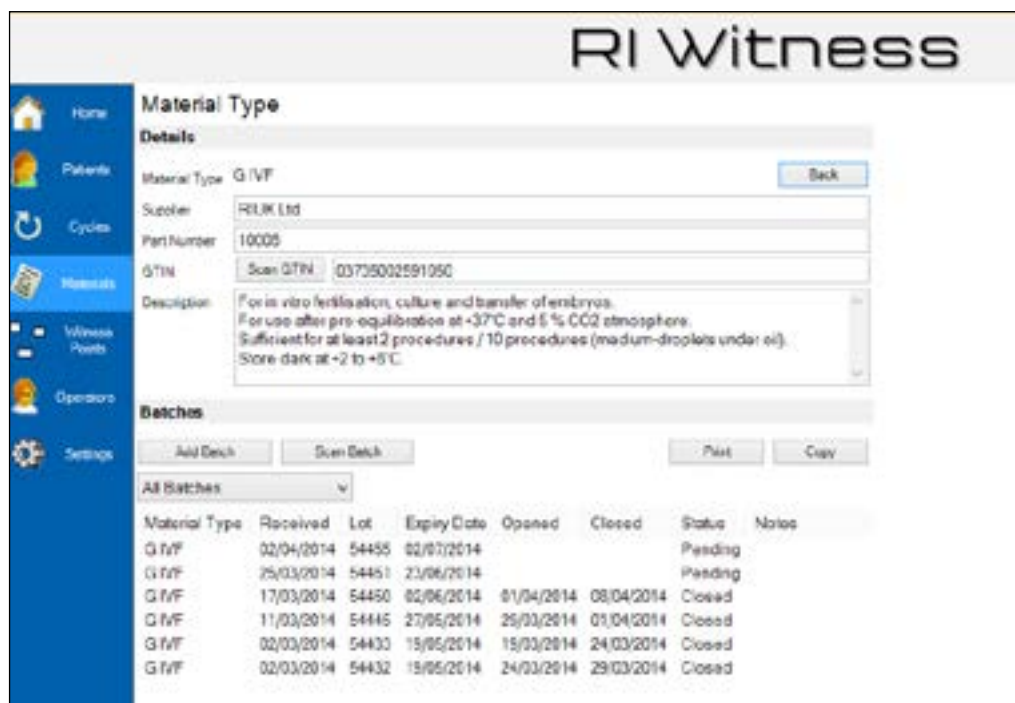 RI Witness
Home
Patients
Cycles
Materials
Witness
Points
Operators
Settings
Material Type
Details
Material Type G IVF
Back
Supplier RIUK Ltd
Part Number 10005
GTIN Scan GTIN 03735002591050
Description For in vitro fertilisation, culture and transfer of embryos.
For use after pre-equilibration at +37°C and 5 % CO2 atmosphere.
Sufficient for at least 2 procedures / 10 procedures (medium-droplets under oil).
Store dark at +2 to +8°C.
Batches
Add Batch Scan Batch Print Copy
All Batches
Material Type Received Lot Expiry Date Opened Closed Status Notes
G IVF 02/04/2014 54455 02/07/2014 Pending
G IVF 25/03/2014 54451 23/06/2014 Pending
G IVF 17/03/2014 54450 02/06/2014 01/04/2014 08/04/2014 Closed
G IVF 11/03/2014 54445 27/05/2014 25/03/2014 01/04/2014 Closed
G IVF 02/03/2014 54433 19/05/2014 19/03/2014 24/03/2014 Closed
G IVF 02/03/2014 54432 19/05/2014 24/03/2014 29/03/2014 Closed